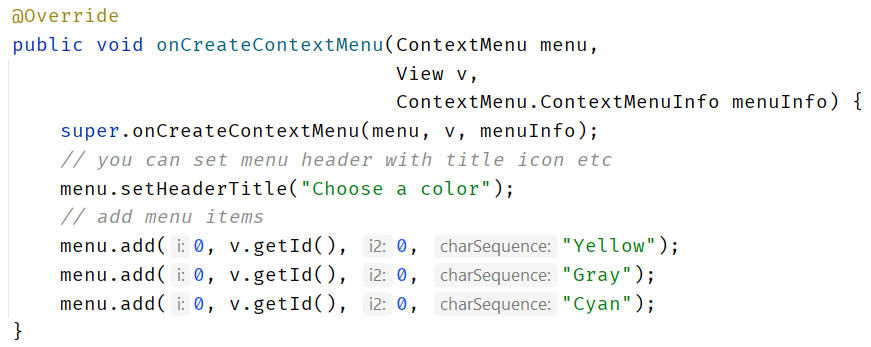 @Override
public void onCreateContextMenu(ContextMenu menu,
View v,
ContextMenu.ContextMenuInfo menuInfo) {
super.onCreateContextMenu(menu, v, menuInfo);
// you can set menu header with title icon etc
menu.setHeaderTitle("Choose a color");
// add menu items
menu.add( i: 0, v.getId(), i2: 0, charSequence: "Yellow");
menu.add( i: 0, v.getId(), i2: 0, charSequence: "Gray");
menu.add( i: 0, v.getId(), i2: 0, charSequence: "Cyan");
}